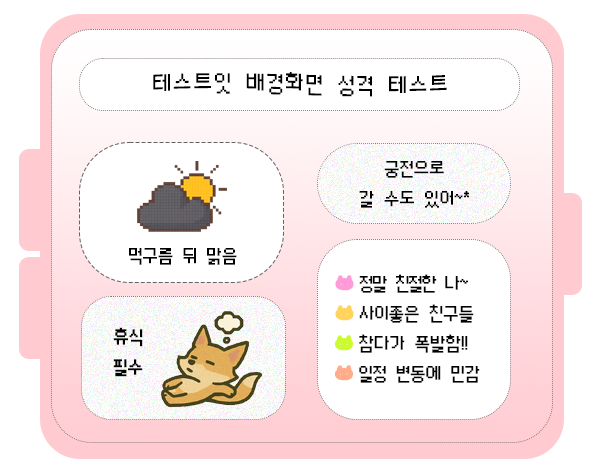 테스트잇 배경화면 성격 테스트
먹구름 뒤 맑음
궁전으로
갈 수도 있어~*
휴식
필수
정말 친절한 나~
사이좋은 친구들
참다가 폭발함!!
일정 변동에 민감